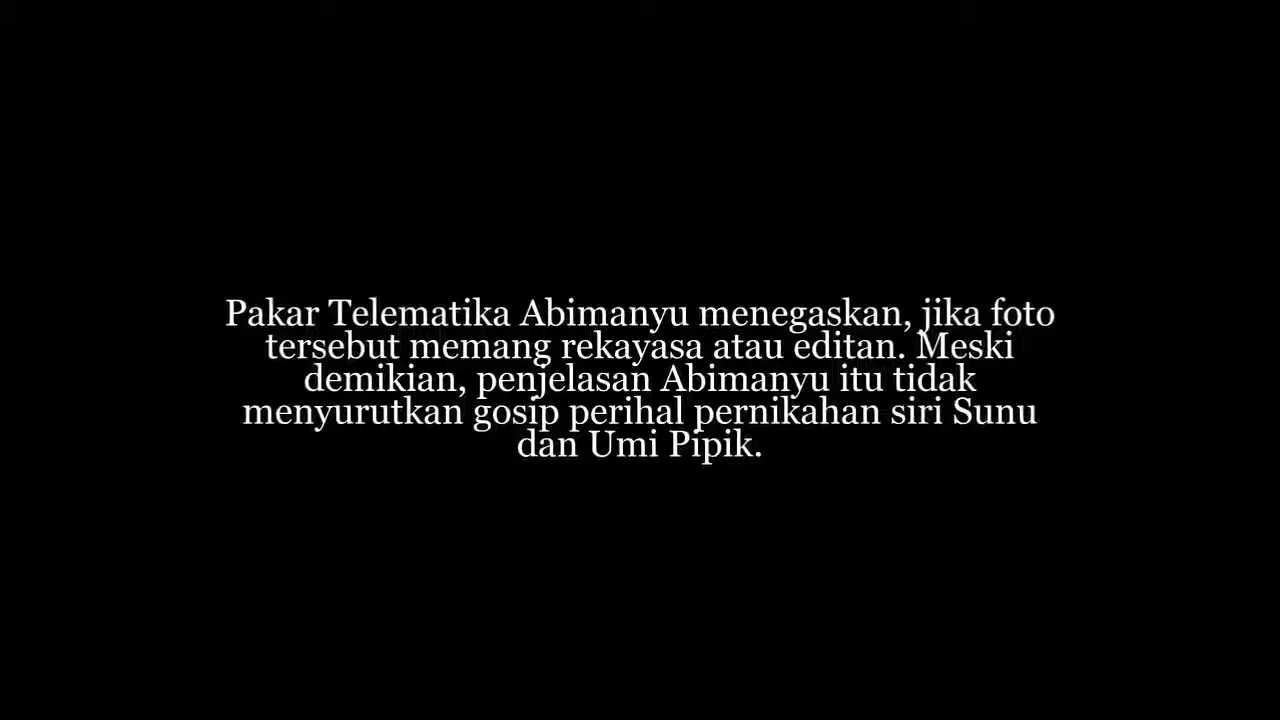 Pakar Telematika Abimanyu menegaskan, jika foto
tersebut memang rekayasa atau editan. Meski
demikian, penjelasan Abimanyu itu tidak
menyurutkan gosip perihal pernikahan siri Sunu
dan Umi Pipik.